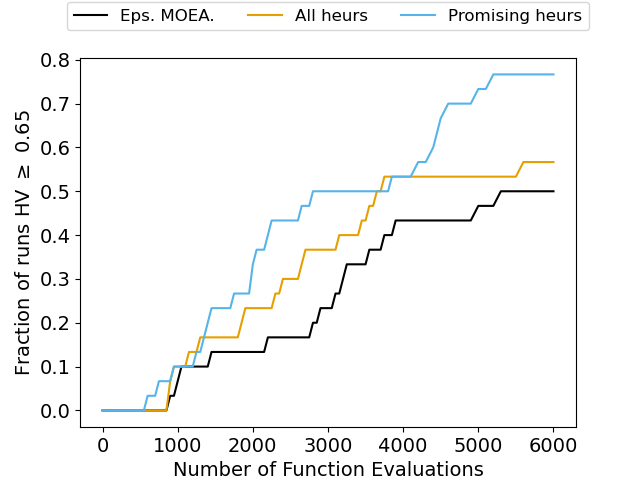 Eps. MOEA. All heurs Promising heurs
0.8
0.7
0.6
0.5
0.4
0.3
0.2
0.1
0.0
Fraction of runs HV ≥ 0.65
0 1000 2000 3000 4000 5000 6000
Number of Function Evaluations